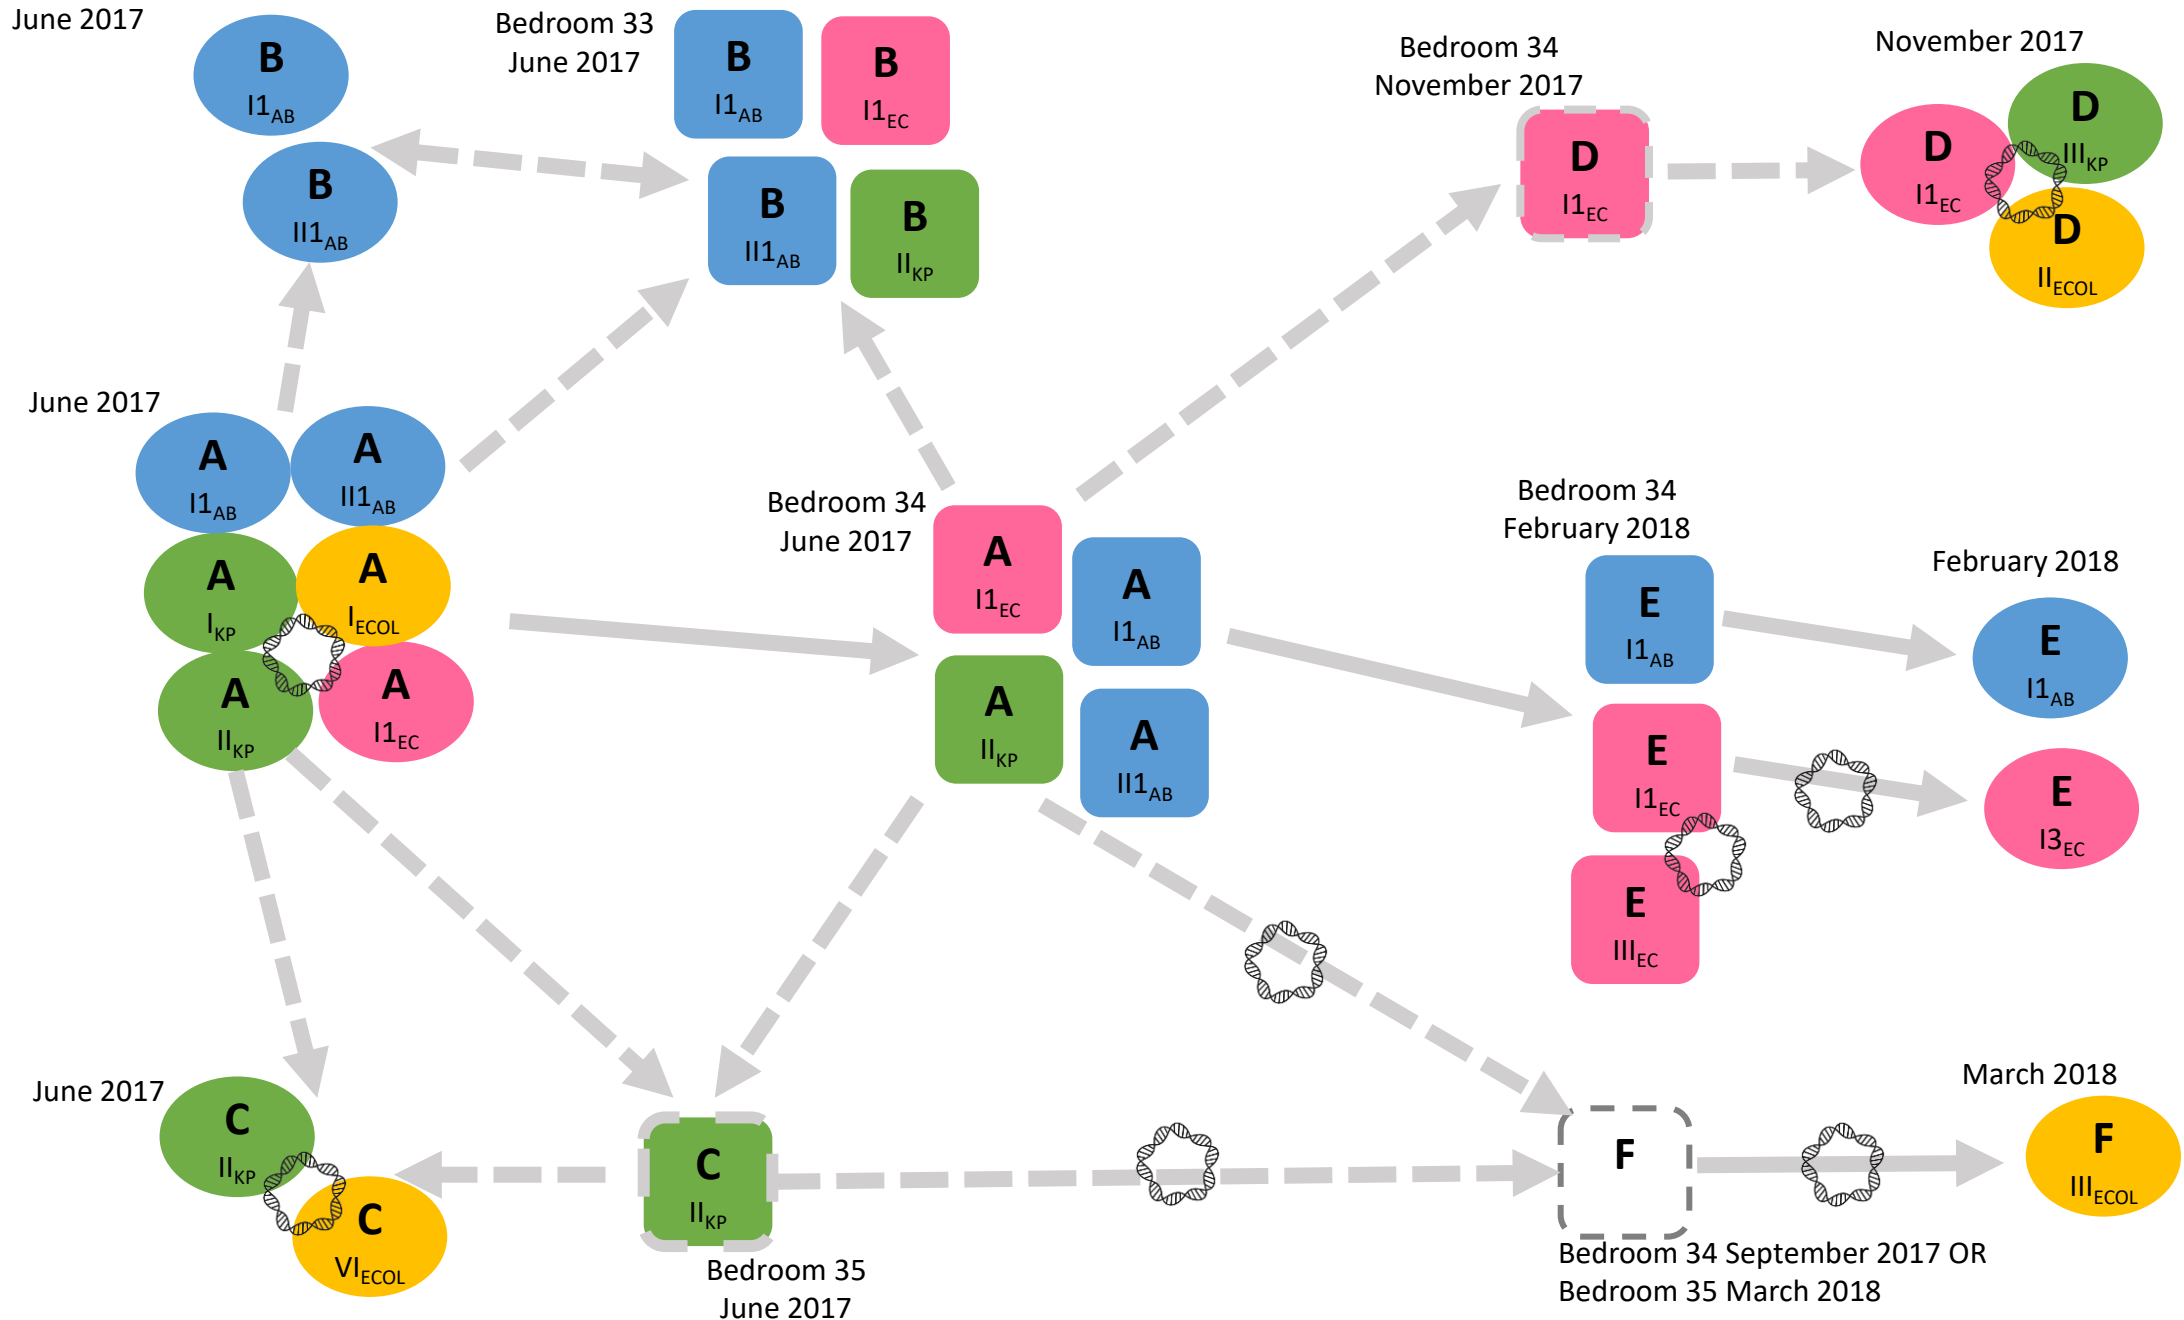 June 2017
B
I1AB
B
II1AB
Bedroom 33
June 2017
B
I1AB
B
I1EC
B
II1AB
B
IIKP
Bedroom 34
November 2017
D
I1EC
November 2017
D
I1EC
D
IIIKP
D
IIECOL
June 2017
A
I1AB
A
II1AB
A
IKP
A
IECOL
A
IIKP
A
I1EC
Bedroom 34
June 2017
A
I1EC
A
I1AB
A
IIKP
A
II1AB
Bedroom 34
February 2018
E
I1AB
E
I1EC
E
IIIEC
February 2018
E
I1AB
E
I3EC
June 2017
C
IIKP
C
VIECOL
C
IIKP
Bedroom 35
June 2017
F
Bedroom 34 September 2017 OR
Bedroom 35 March 2018
March 2018
F
IIIECOL